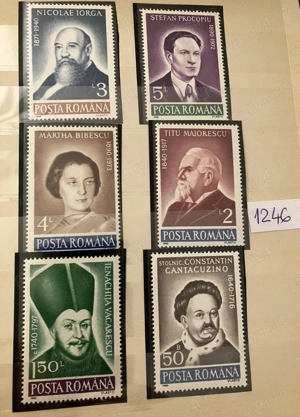 NICOLAE IORGA
1871-1940
L3
POSTA ROMANA
STEFAN PROCOPIU
1890-1972
5L
POSTA ROMANA
MARTHA BIBESCU
1890-1973
4L
POSTA ROMANA
TITU MAIORESCU
1840-1917
L2
POSTA ROMANA
1246
IENACHITA VACARESCU
1740-1797
1,50L
POSTA ROMANA
STOLNIC CONSTANTIN
CANTACUZINO
1640-1716
50B
POSTA ROMANA